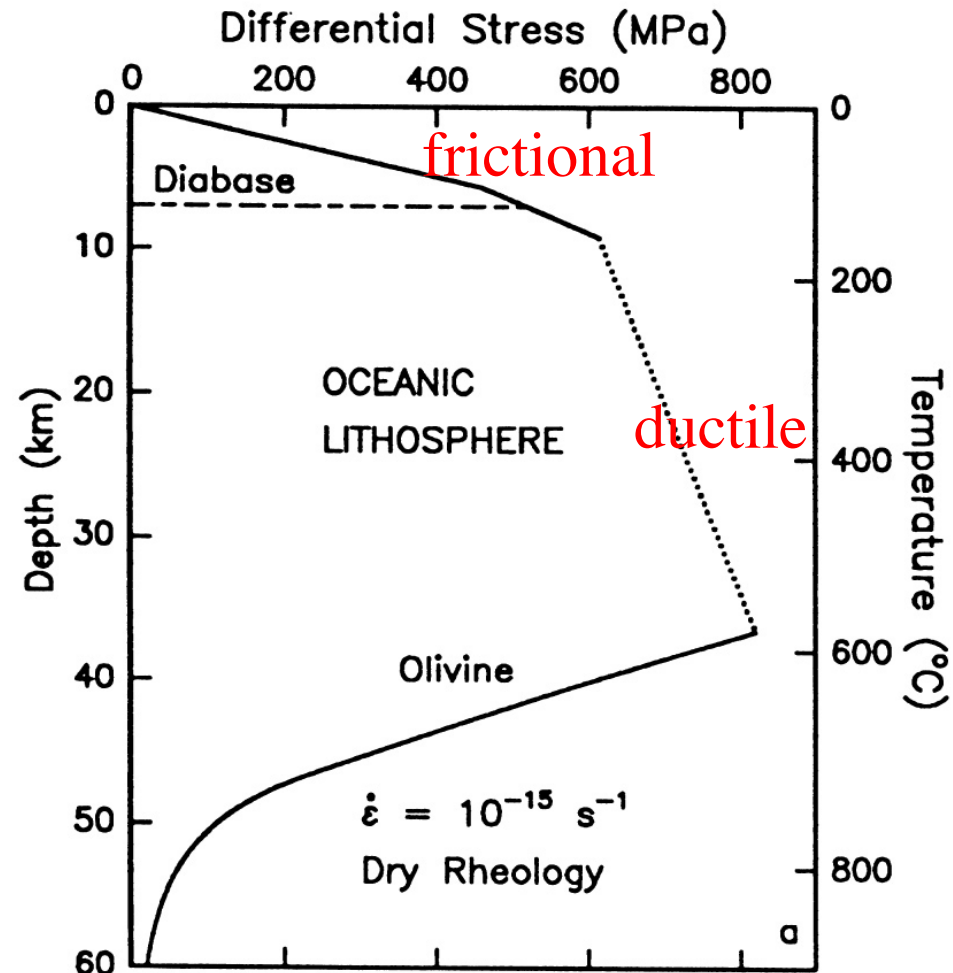 Differential Stress (MPa)
0 200 400 600 800
0 0
frictional
Diabase
10
200
20 OCEANIC
LITHOSPHERE
ductile
400
Depth (km)
Temperature (°C)
30
600
40 Olivine
50 ε̇ = 10⁻¹⁵ s⁻¹
Dry Rheology
800
a
60